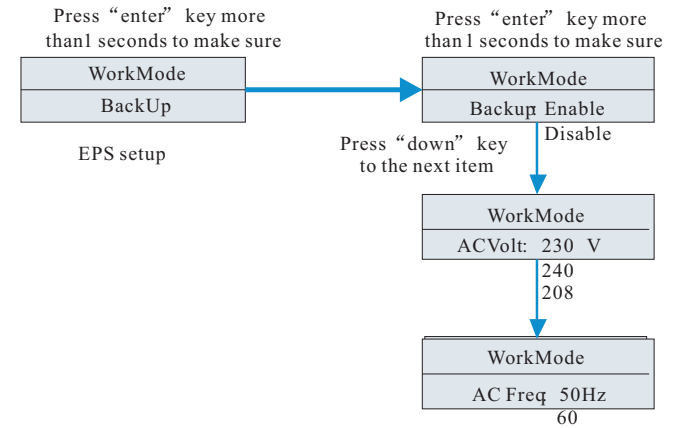 Press “enter” key more
than1 seconds to make sure
WorkMode
BackUp
EPS setup
Press “enter” key more
than 1 seconds to make sure
WorkMode
Backup: Enable
Disable
Press “down” key
to the next item
WorkMode
ACVolt: 230 V
240
208
WorkMode
AC Freq 50Hz
60